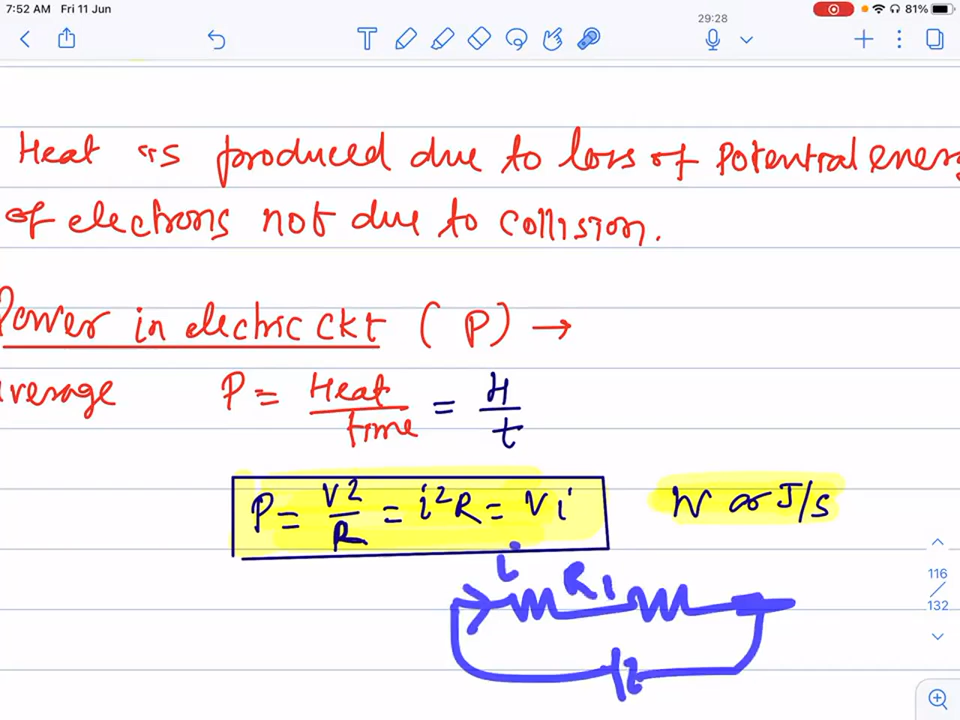 7:52 AM Fri 11 Jun
81%
29:28
Heat is produced due to loss of potential energ
of electrons not due to collision.
Power in electric ckt ( P) →
verage P = Heat/time = H/t
P = V²/R = i²R = Vi W or J/s
i R1
116
132